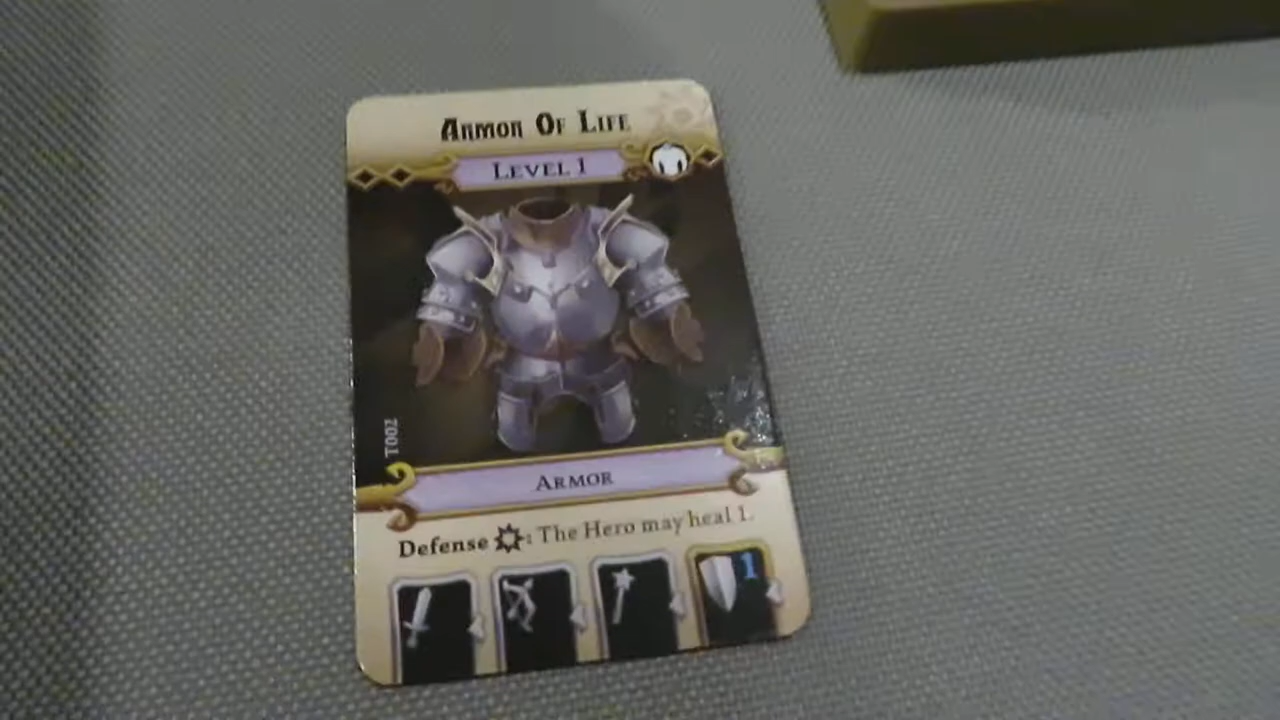 Armor Of Life
Level 1
T002
Armor
Defense : The Hero may heal 1.
1